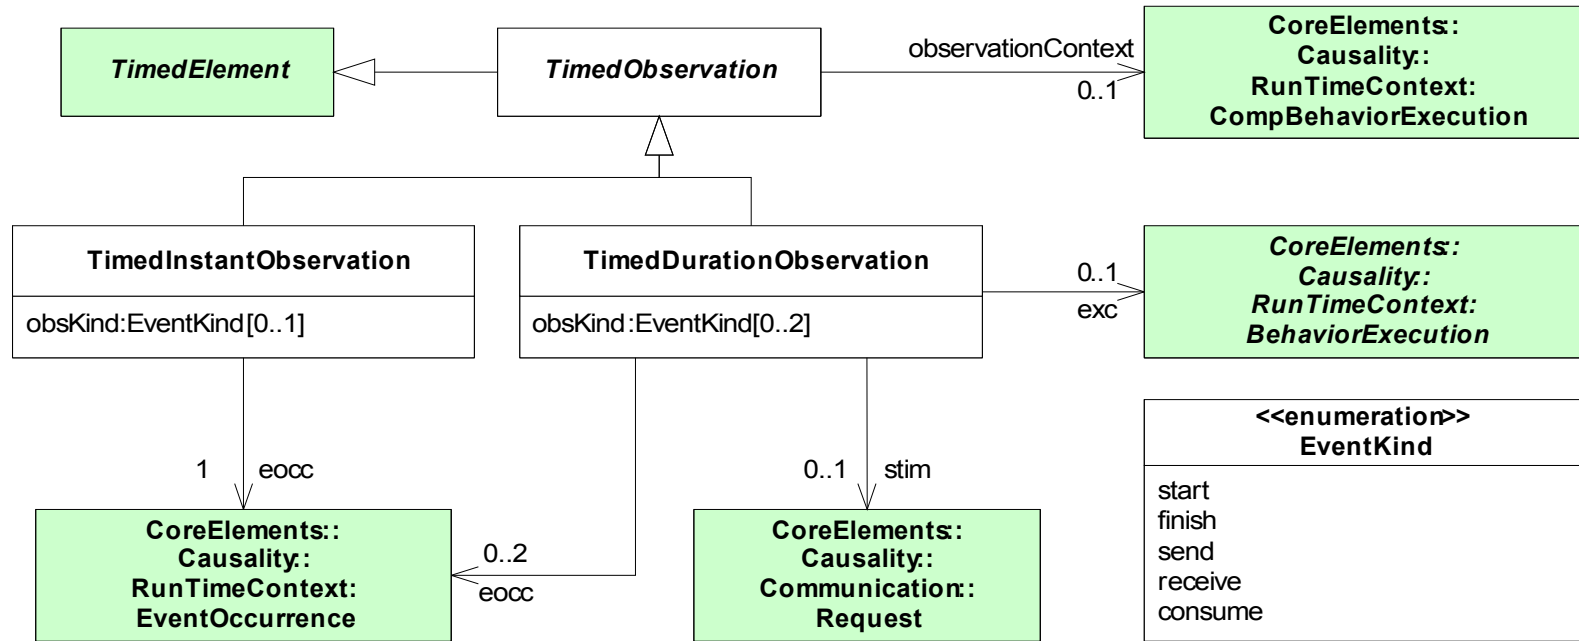 TimedElement
TimedObservation
observationContext
0..1
CoreElements::
Causality::
RunTimeContext:
CompBehaviorExecution
TimedInstantObservation
obsKind:EventKind[0..1]
TimedDurationObservation
obsKind:EventKind[0..2]
0..1
exc
CoreElements::
Causality::
RunTimeContext:
BehaviorExecution
1 eocc
0..1 stim
0..2
eocc
CoreElements::
Causality::
RunTimeContext:
EventOccurrence
CoreElements::
Causality::
Communication::
Request
<<enumeration>>
EventKind
start
finish
send
receive
consume